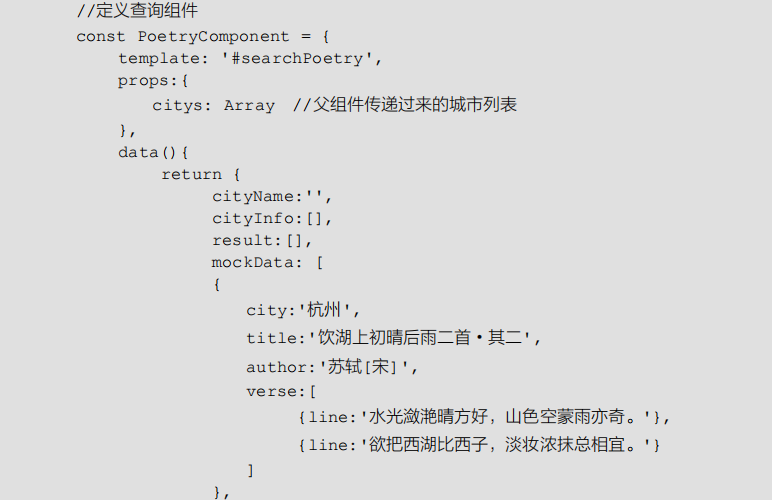 //定义查询组件
const PoetryComponent = {
template: '#searchPoetry',
props:{
citys: Array  //父组件传递过来的城市列表
},
data(){
return {
cityName:'',
cityInfo:[],
result:[],
mockData: [
{
city:'杭州',
title:'饮湖上初晴后雨二首·其二',
author:'苏轼[宋]',
verse:[
{line:'水光潋滟晴方好，山色空蒙雨亦奇。'},
{line:'欲把西湖比西子，淡妆浓抹总相宜。'}
]
},